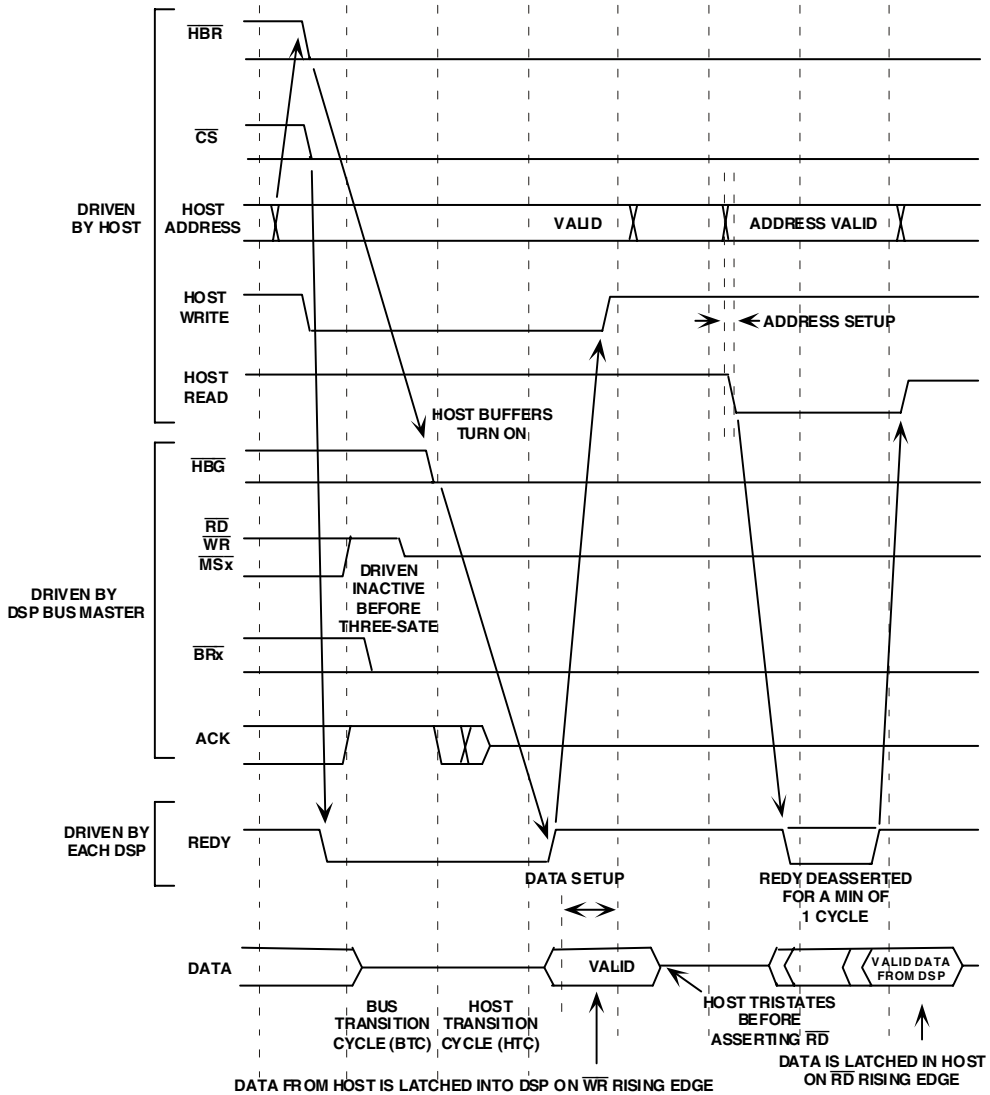 HBR
CS
DRIVEN
BY HOST
HOST
ADDRESS
VALID
ADDRESS VALID
HOST
WRITE
ADDRESS SETUP
HOST
READ
HOST BUFFERS
TURN ON
HBG
RD
WR
MSx
DRIVEN
INACTIVE
BEFORE
THREE-SATE
DRIVEN BY
DSP BUS MASTER
BRx
ACK
DRIVEN BY
EACH DSP
REDY
DATA SETUP
REDY DEASSERTED
FOR A MIN OF
1 CYCLE
DATA
VALID
VALID DATA
FROM DSP
BUS
TRANSITION
CYCLE (BTC)
HOST
TRANSITION
CYCLE (HTC)
HOST TRISTATES
BEFORE
ASSERTING RD
DATA IS LATCHED IN HOST
ON RD RISING EDGE
DATA FROM HOST IS LATCHED INTO DSP ON WR RISING EDGE